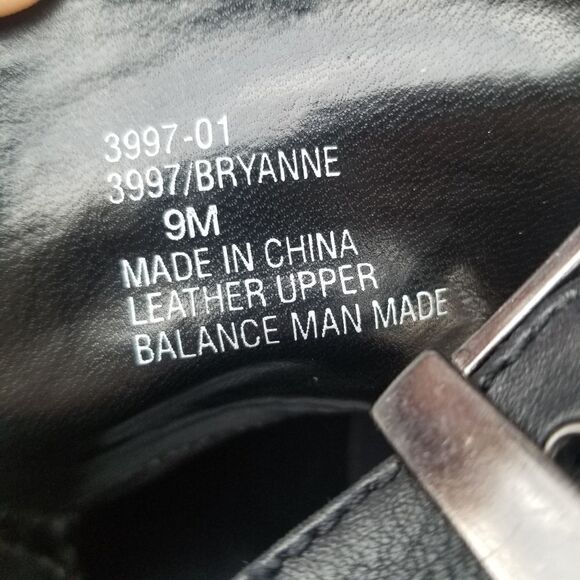 3997-01
3997/BRYANNE
9M
MADE IN CHINA
LEATHER UPPER
BALANCE MAN MADE